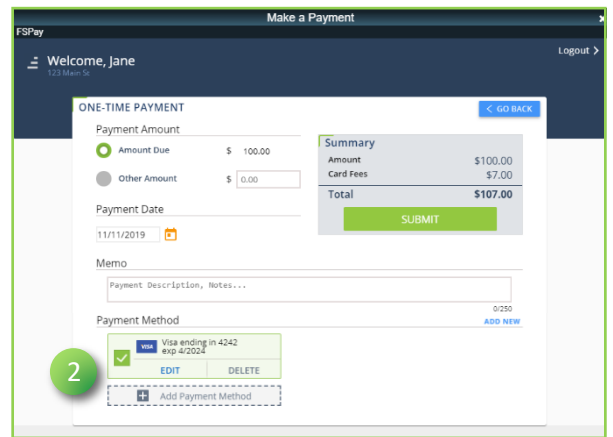 Make a Payment
x
FSPay
Logout >
Welcome, Jane
123 Main St
ONE-TIME PAYMENT
< GO BACK
Payment Amount
Amount Due $ 100.00
Other Amount $ 0.00
Summary
Amount $100.00
Card Fees $7.00
Total $107.00
SUBMIT
Payment Date
11/11/2019
Memo
Payment Description, Notes...
0/250
Payment Method
ADD NEW
VISA
Visa ending in 4242
exp 4/2024
EDIT DELETE
2
+ Add Payment Method